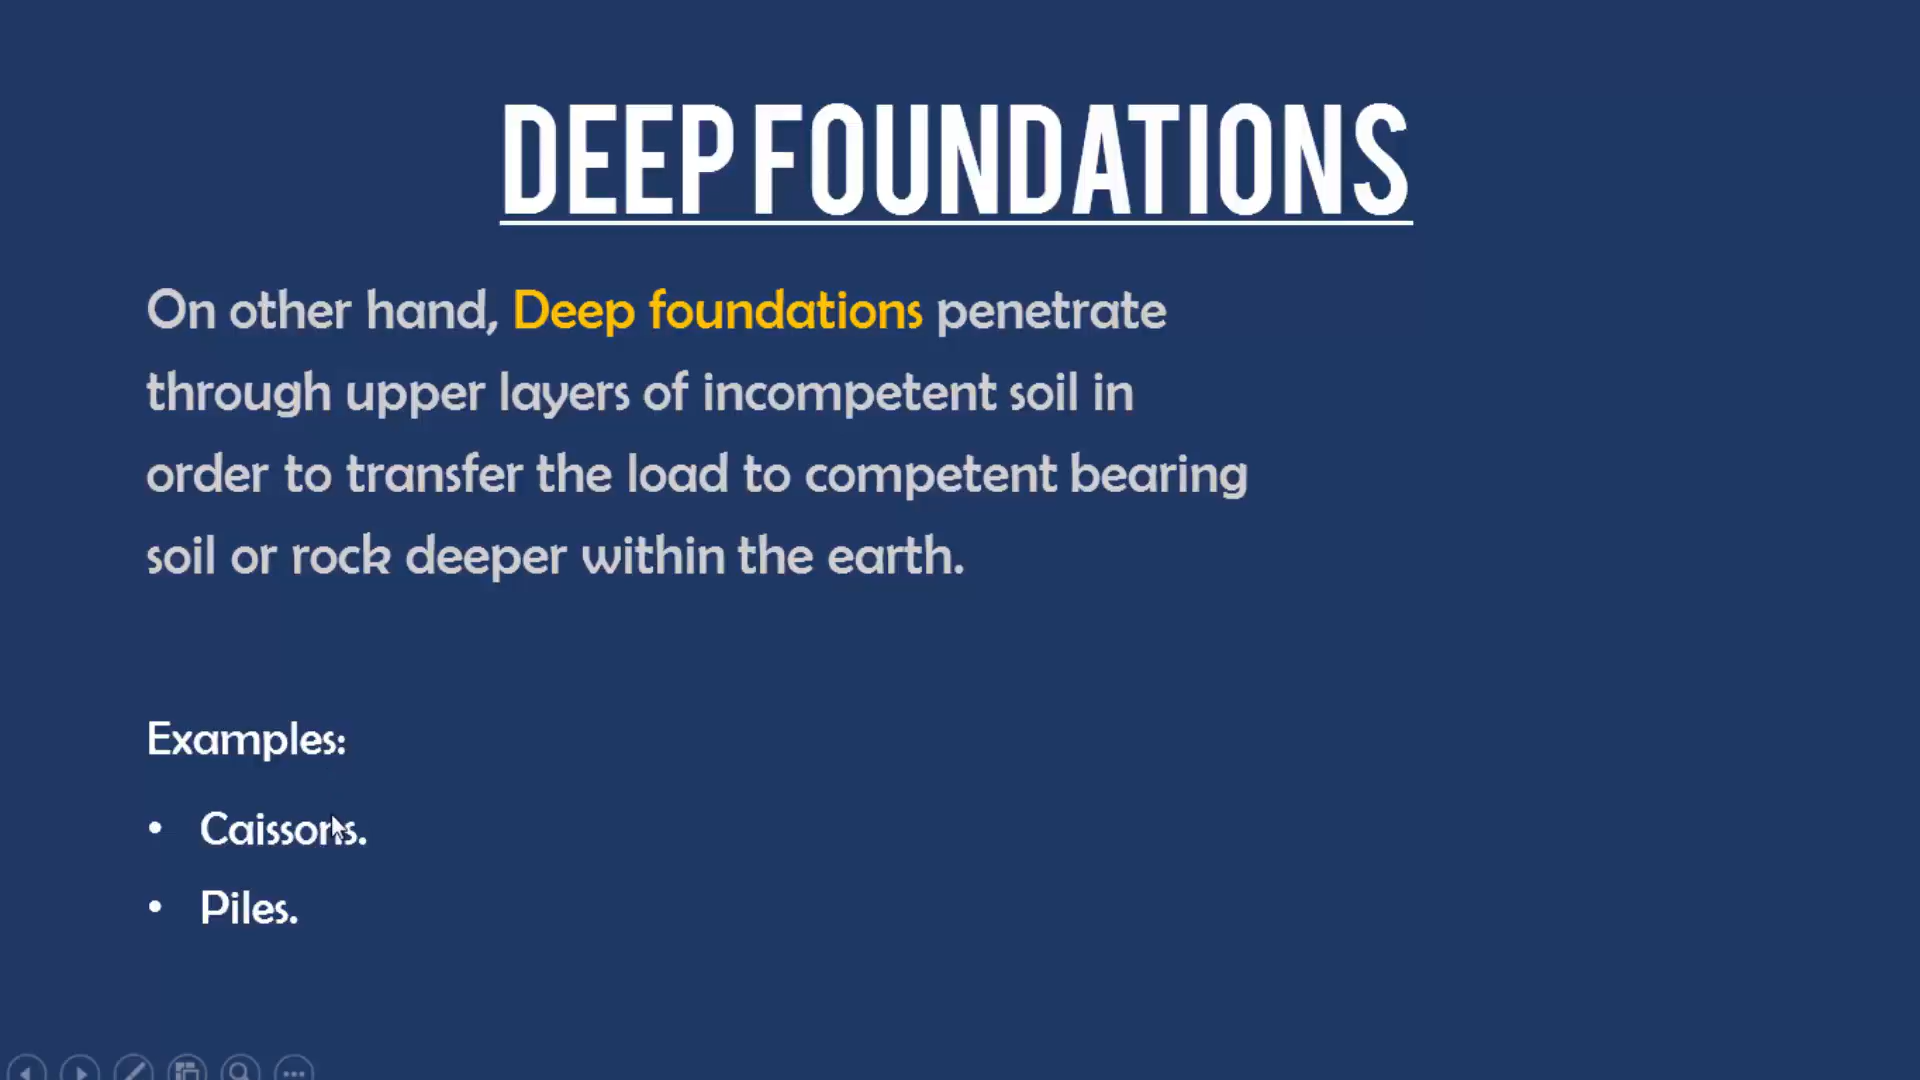 DEEP FOUNDATIONS
On other hand, Deep foundations penetrate
through upper layers of incompetent soil in
order to transfer the load to competent bearing
soil or rock deeper within the earth.
Examples:
• Caissons.
• Piles.